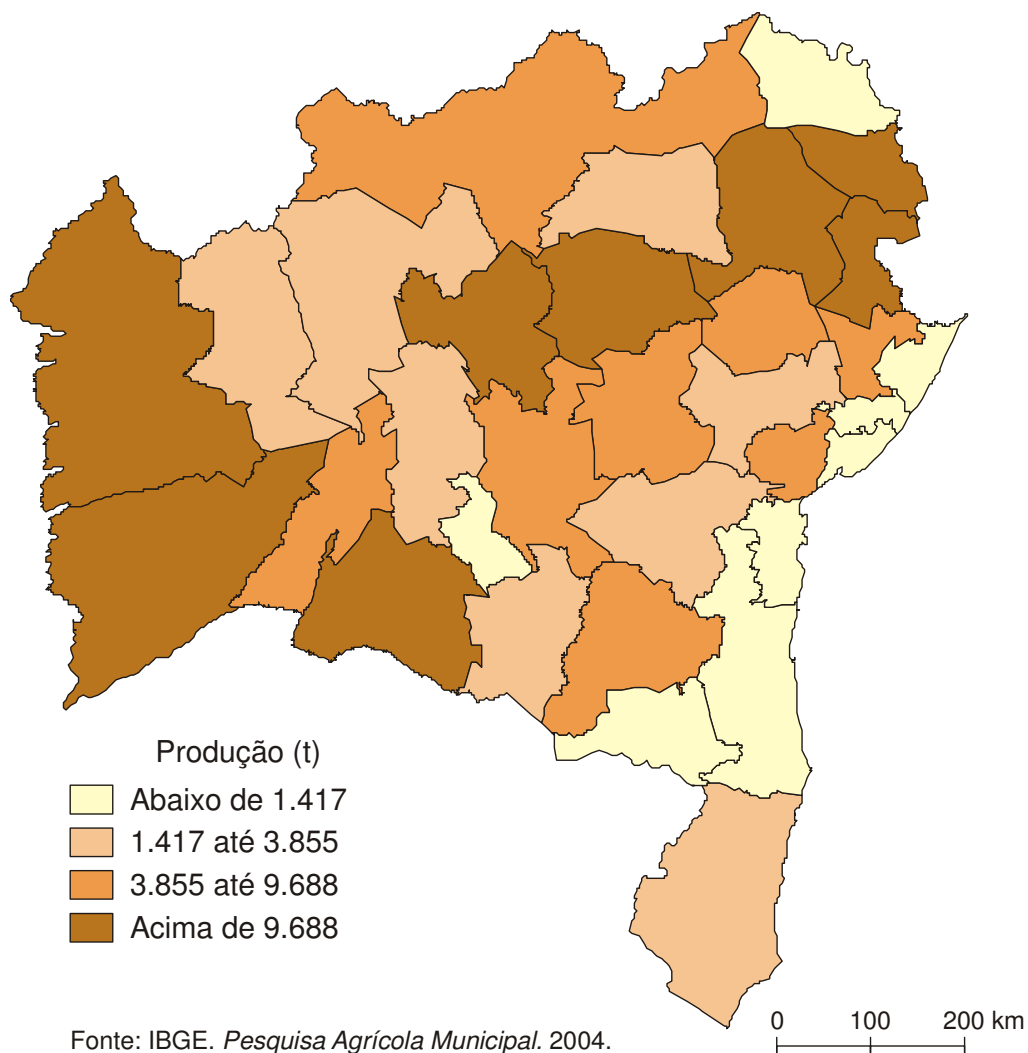 Produção (t)
Abaixo de 1.417
1.417 até 3.855
3.855 até 9.688
Acima de 9.688
Fonte: IBGE. Pesquisa Agrícola Municipal. 2004.
0 100 200 km